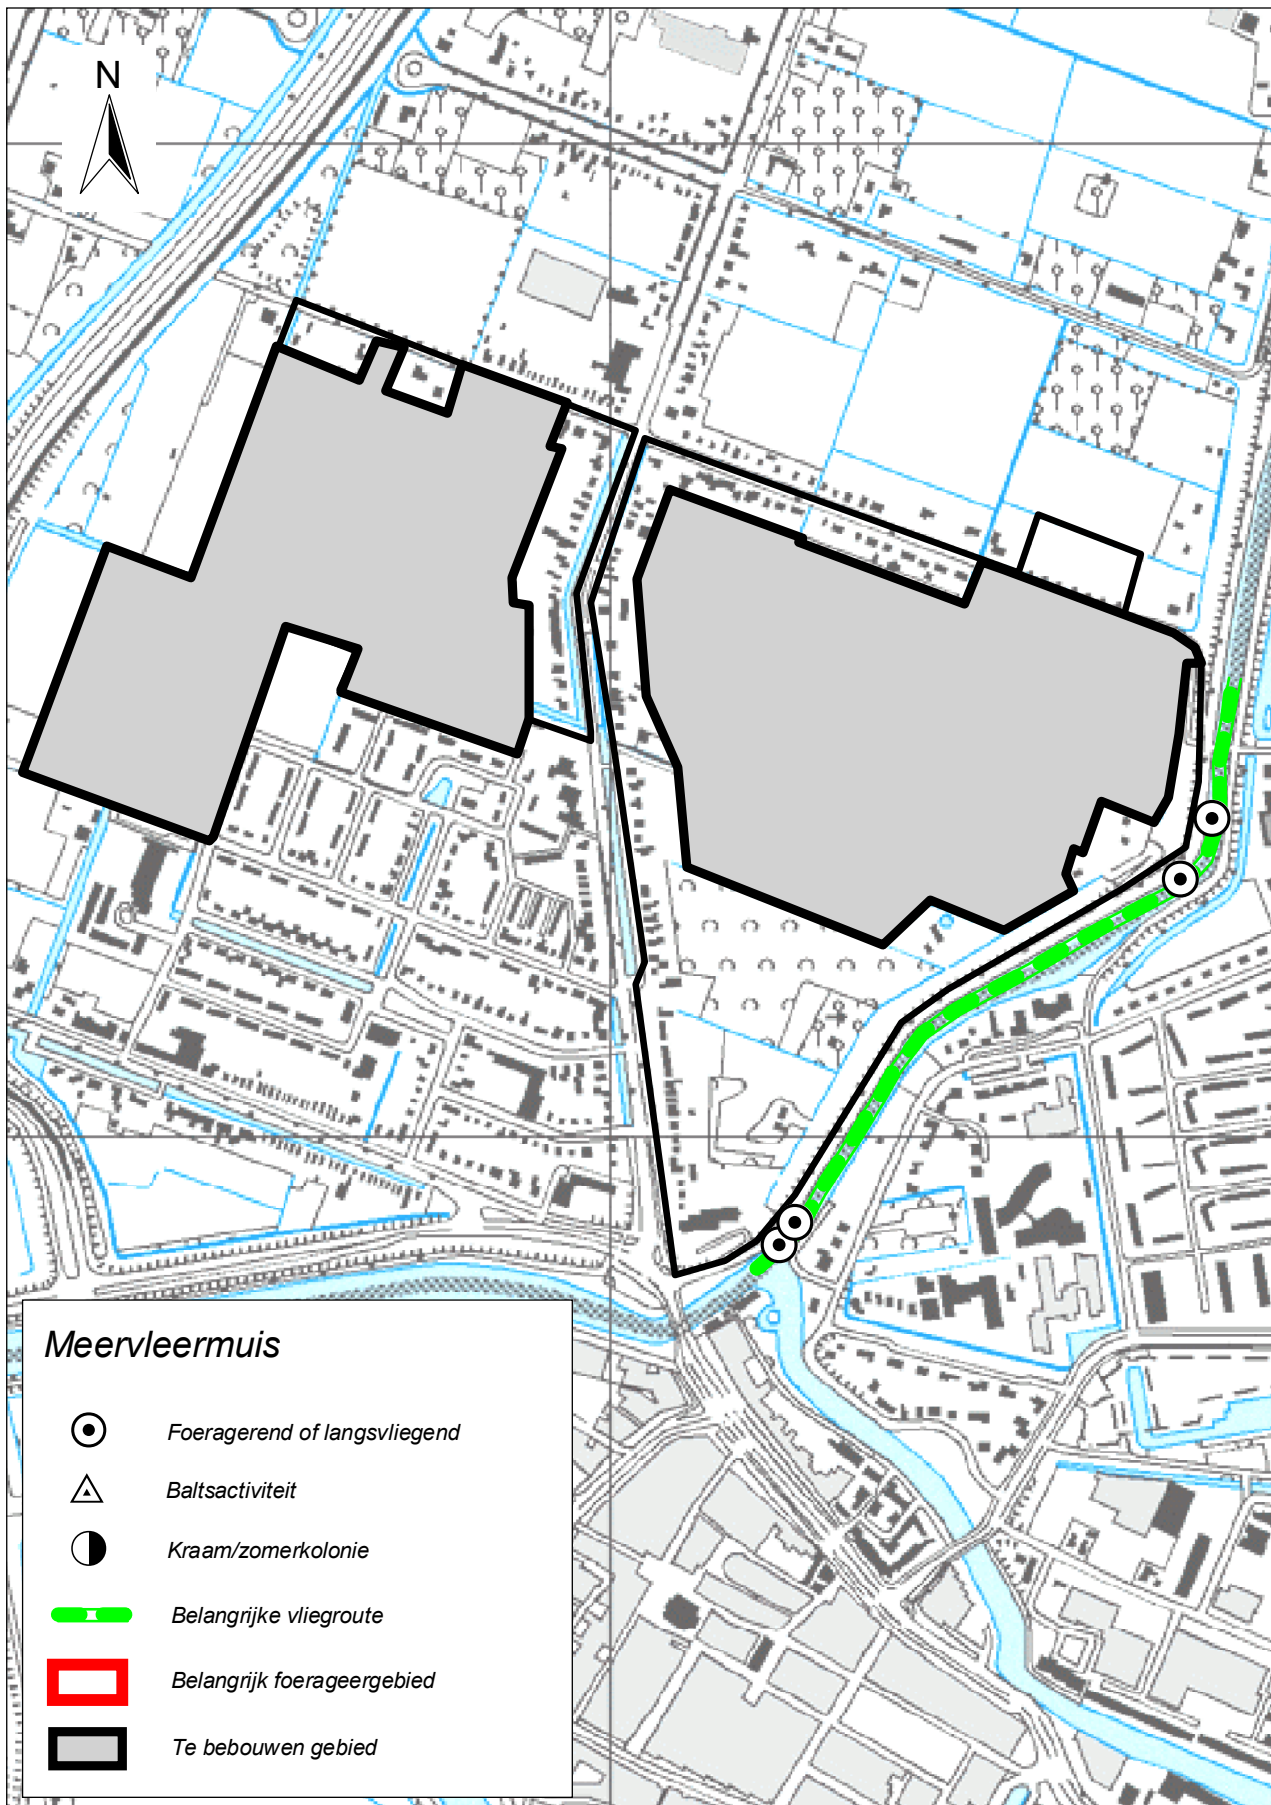 N
Meervleermuis
Foeragerend of langsvliegend
Baltsactiviteit
Kraam/zomerkolonie
Belangrijke vliegroute
Belangrijk foerageergebied
Te bebouwen gebied